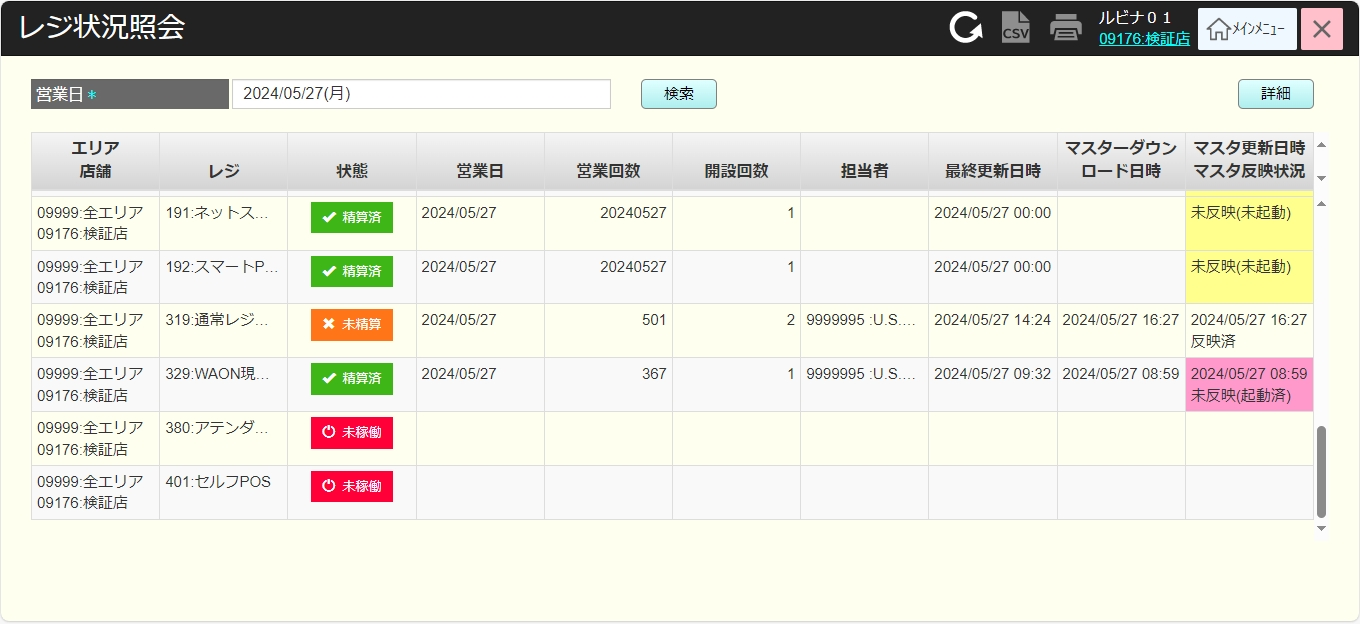 レジ状況照会
CSV
ルビナ０１
09176:検証店
メインメニュー
営業日*
2024/05/27(月)
検索
詳細
エリア
店舗
レジ
状態
営業日
営業回数
開設回数
担当者
最終更新日時
マスターダウン
ロード日時
マスタ更新日時
マスタ反映状況
09999:全エリア
09176:検証店
191:ネットス...
精算済
2024/05/27
20240527
1
2024/05/27 00:00
未反映(未起動)
09999:全エリア
09176:検証店
192:スマートP...
精算済
2024/05/27
20240527
1
2024/05/27 00:00
未反映(未起動)
09999:全エリア
09176:検証店
319:通常レジ...
未精算
2024/05/27
501
2
9999995 :U.S....
2024/05/27 14:24
2024/05/27 16:27
2024/05/27 16:27
反映済
09999:全エリア
09176:検証店
329:WAON現...
精算済
2024/05/27
367
1
9999995 :U.S....
2024/05/27 09:32
2024/05/27 08:59
2024/05/27 08:59
未反映(起動済)
09999:全エリア
09176:検証店
380:アテンダ...
未稼働
09999:全エリア
09176:検証店
401:セルフPOS
未稼働